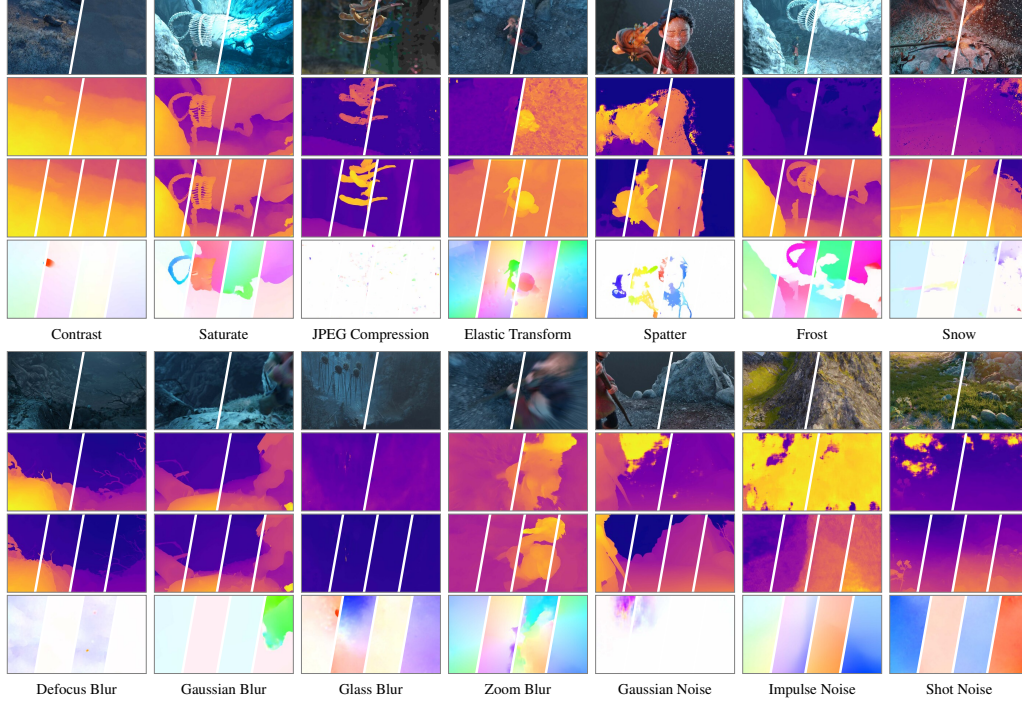 Contrast
Saturate
JPEG Compression
Elastic Transform
Spatter
Frost
Snow
Defocus Blur
Gaussian Blur
Glass Blur
Zoom Blur
Gaussian Noise
Impulse Noise
Shot Noise